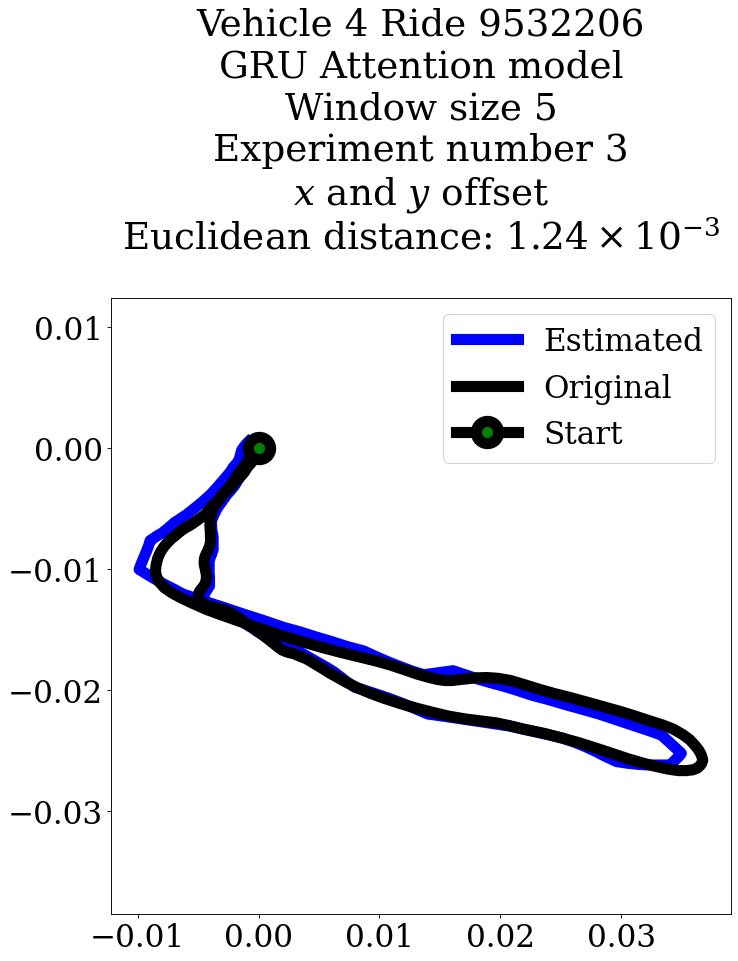 Vehicle 4 Ride 9532206
GRU Attention model
Window size 5
Experiment number 3
x and y offset
Euclidean distance: 1.24 × 10⁻³
Estimated
Original
Start
0.01
0.00
−0.01
−0.02
−0.03
−0.01 0.00 0.01 0.02 0.03